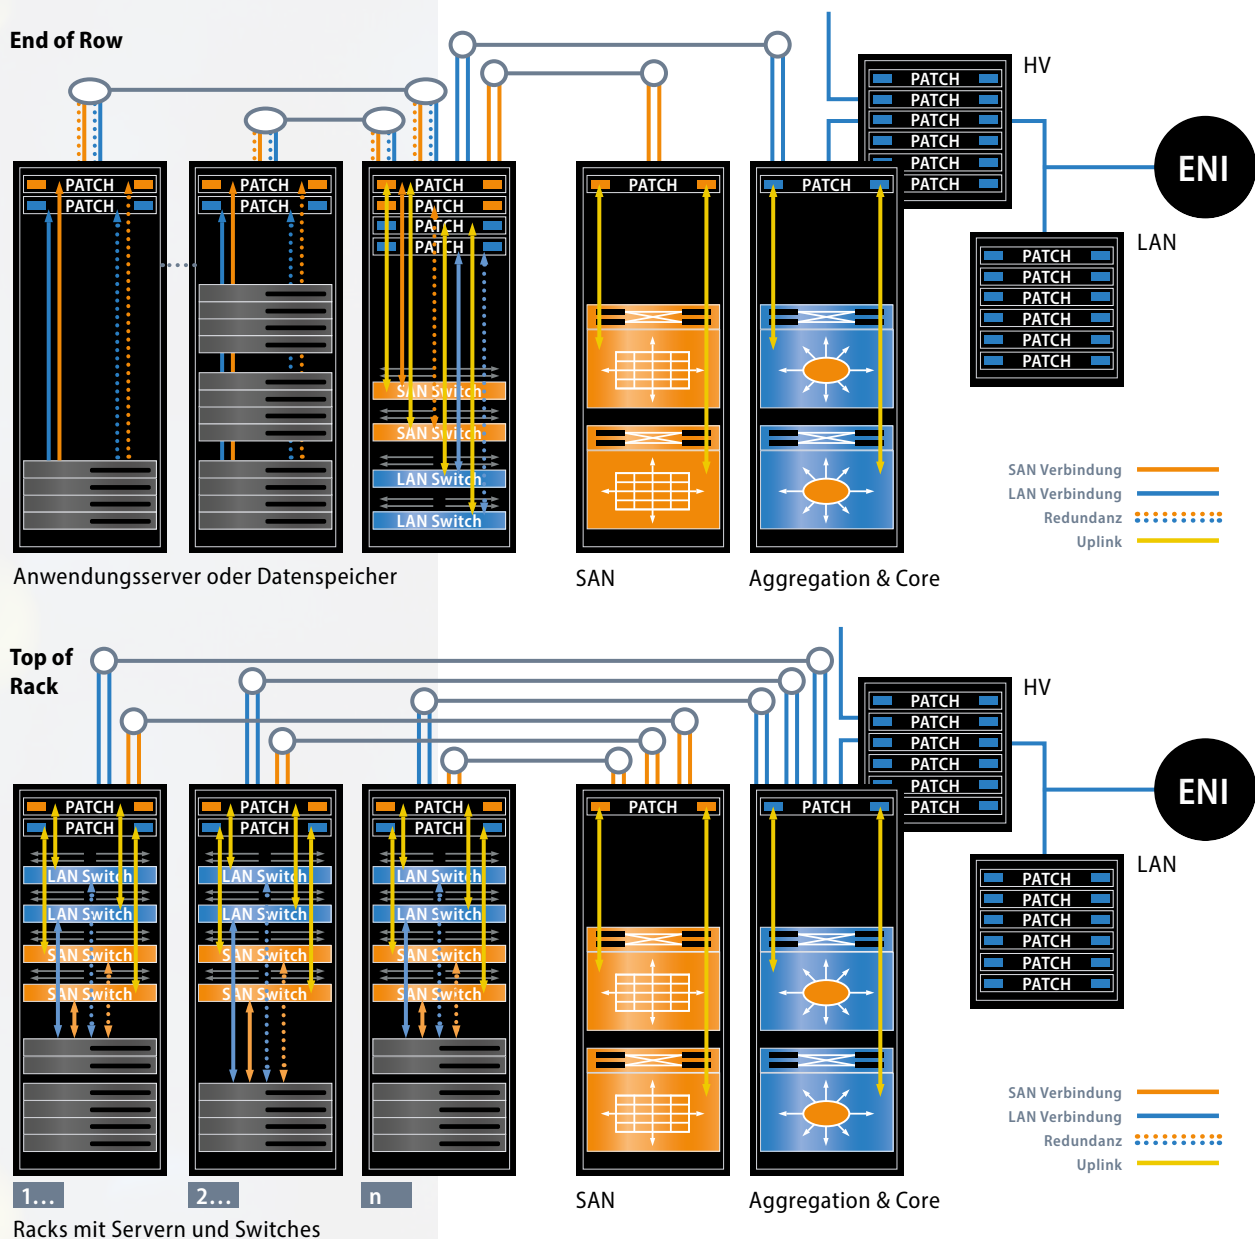 End of Row
HV
PATCH
PATCH
PATCH
PATCH
PATCH
PATCH
ENI
PATCH
PATCH
PATCH
PATCH
PATCH
PATCH
PATCH
PATCH
PATCH
PATCH
LAN
PATCH
PATCH
PATCH
PATCH
PATCH
PATCH
SAN Switch
SAN Switch
LAN Switch
LAN Switch
SAN Verbindung
LAN Verbindung
Redundanz
Uplink
Anwendungsserver oder Datenspeicher
SAN
Aggregation & Core
Top of
Rack
HV
PATCH
PATCH
PATCH
PATCH
PATCH
PATCH
ENI
PATCH
PATCH
PATCH
PATCH
PATCH
PATCH
PATCH
PATCH
LAN
PATCH
PATCH
PATCH
PATCH
PATCH
PATCH
LAN Switch
LAN Switch
SAN Switch
SAN Switch
LAN Switch
LAN Switch
SAN Switch
SAN Switch
LAN Switch
LAN Switch
SAN Switch
SAN Switch
SAN Verbindung
LAN Verbindung
Redundanz
Uplink
1...
2...
n
SAN
Aggregation & Core
Racks mit Servern und Switches